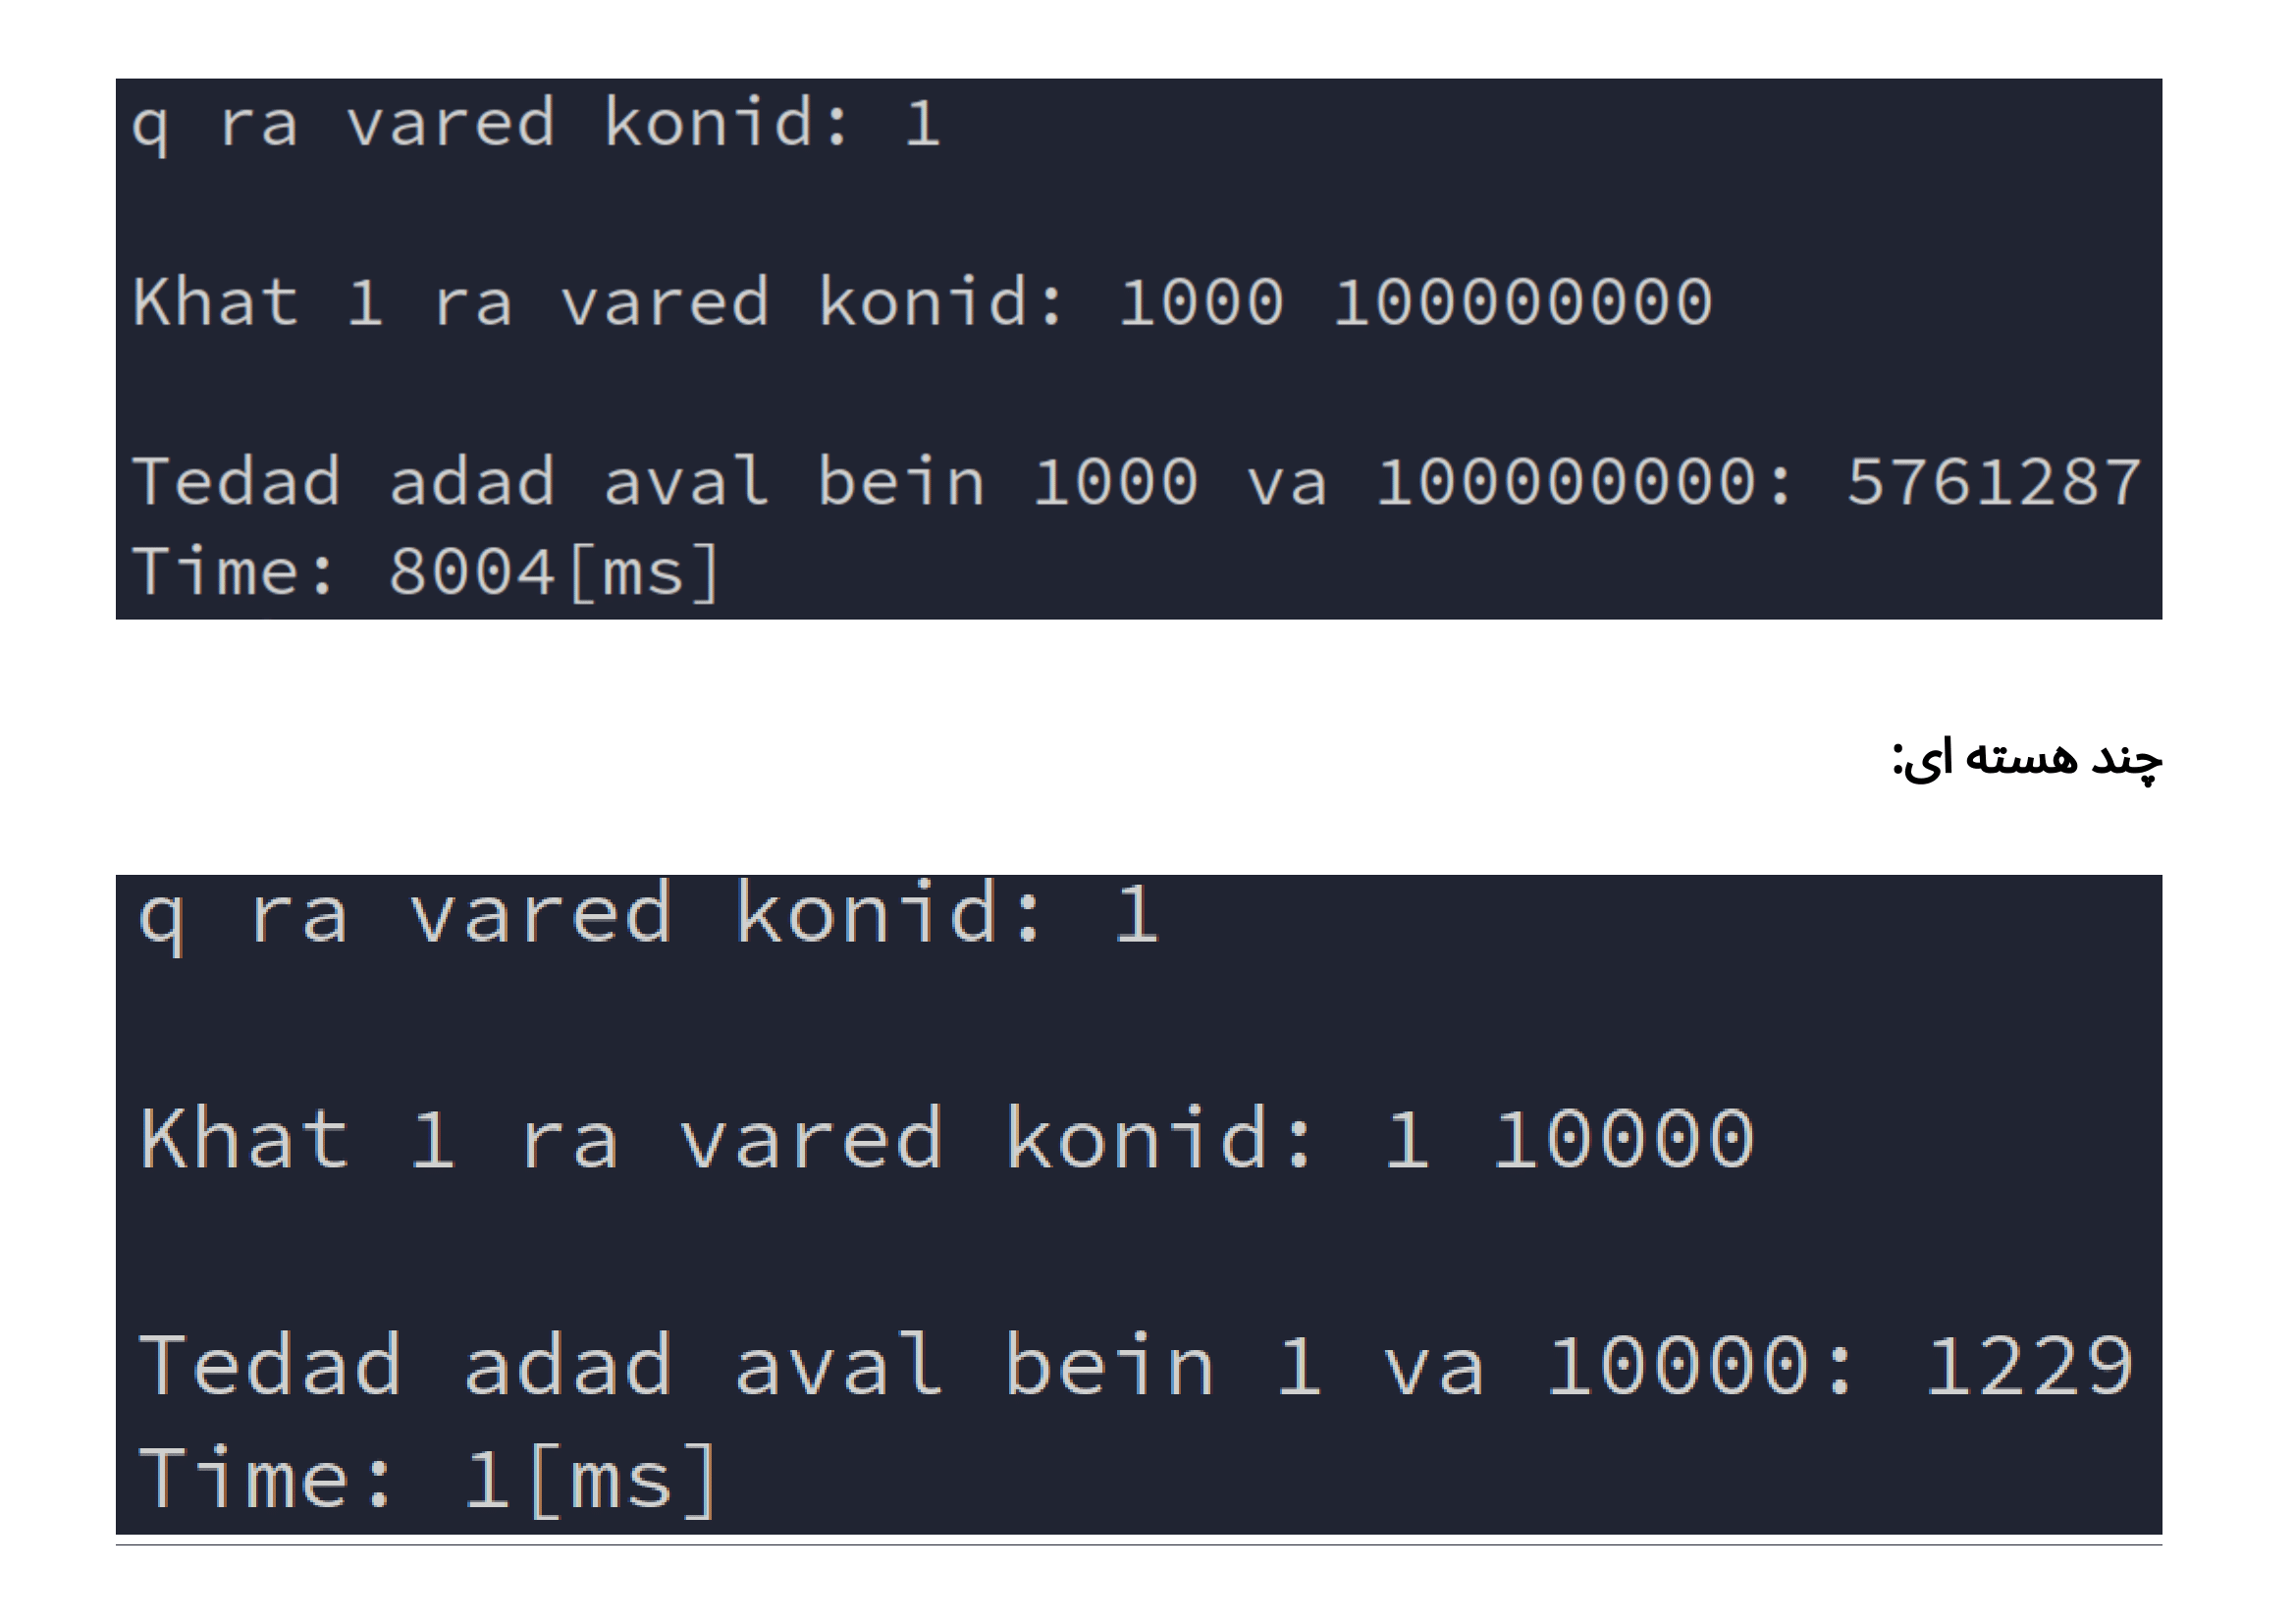 q ra vared konid: 1
Khat 1 ra vared konid: 1000 100000000
Tedad adad aval bein 1000 va 100000000: 5761287
Time: 8004[ms]
چند هسته ای:
q ra vared konid: 1
Khat 1 ra vared konid: 1 10000
Tedad adad aval bein 1 va 10000: 1229
Time: 1[ms]